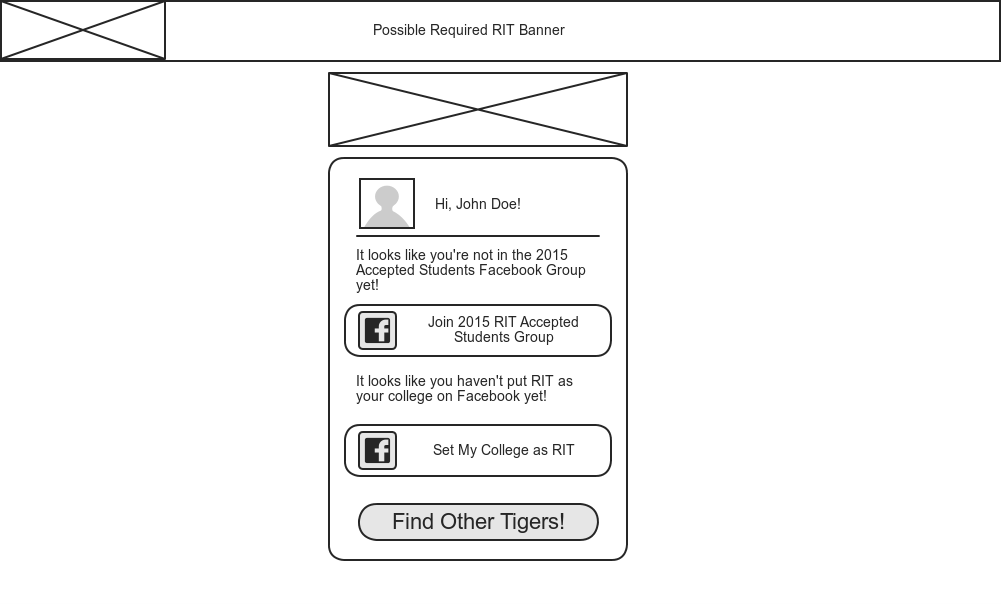 Possible Required RIT Banner
Hi, John Doe!
It looks like you're not in the 2015
Accepted Students Facebook Group
yet!
Join 2015 RIT Accepted
Students Group
It looks like you haven't put RIT as
your college on Facebook yet!
Set My College as RIT
Find Other Tigers!